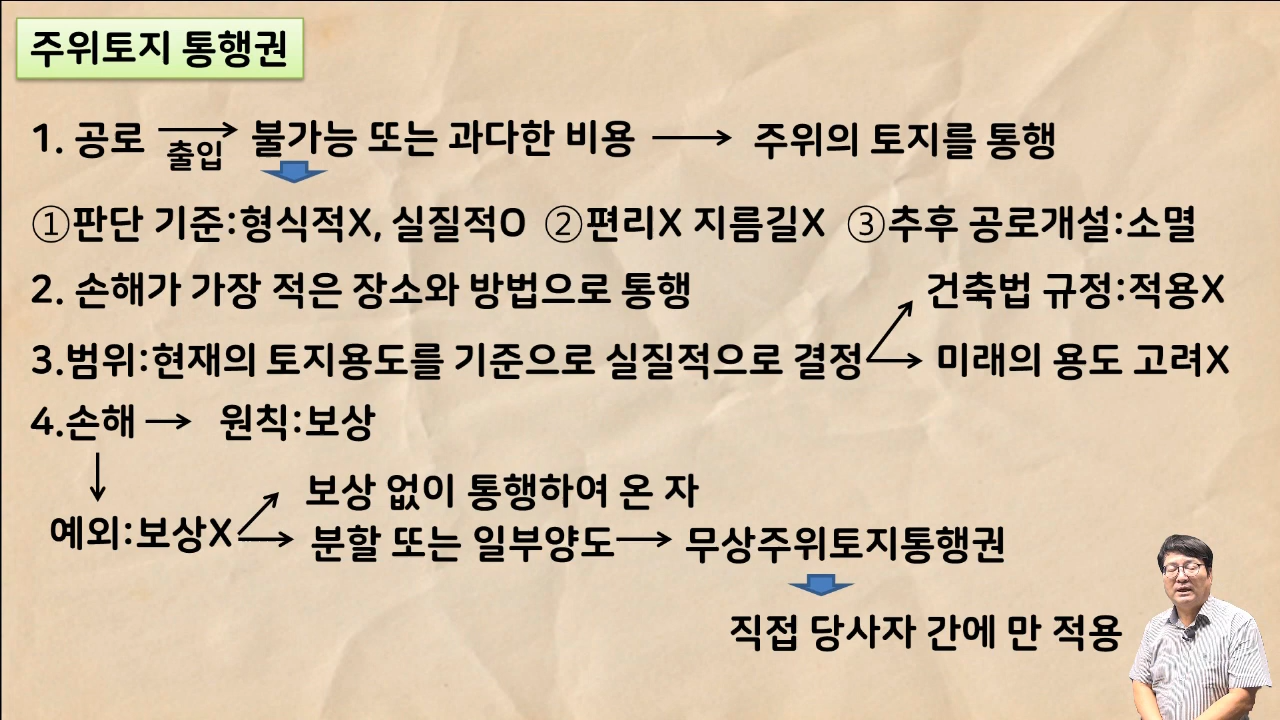 주위토지 통행권
1. 공로 → 출입 불가능 또는 과다한 비용 → 주위의 토지를 통행
①판단 기준:형식적X, 실질적O ②편리X 지름길X ③추후 공로개설:소멸
2. 손해가 가장 적은 장소와 방법으로 통행
건축법 규정:적용X
3.범위:현재의 토지용도를 기준으로 실질적으로 결정 → 미래의 용도 고려X
4.손해 → 원칙:보상
보상 없이 통행하여 온 자
예외:보상X → 분할 또는 일부양도 → 무상주위토지통행권
직접 당사자 간에 만 적용